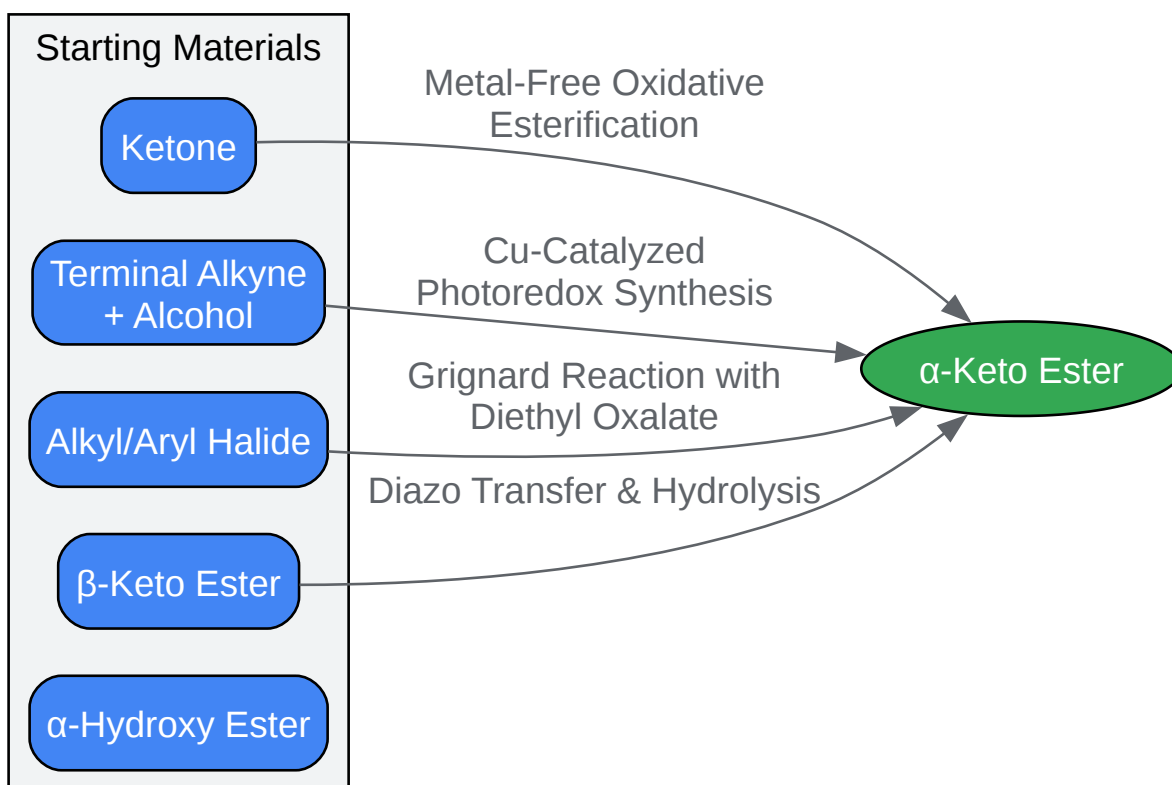 Starting Materials
Ketone
Metal-Free Oxidative
Esterification
Terminal Alkyne
+ Alcohol
Cu-Catalyzed
Photoredox Synthesis
α-Keto Ester
Alkyl/Aryl Halide
Grignard Reaction with
Diethyl Oxalate
Diazo Transfer & Hydrolysis
β-Keto Ester
α-Hydroxy Ester